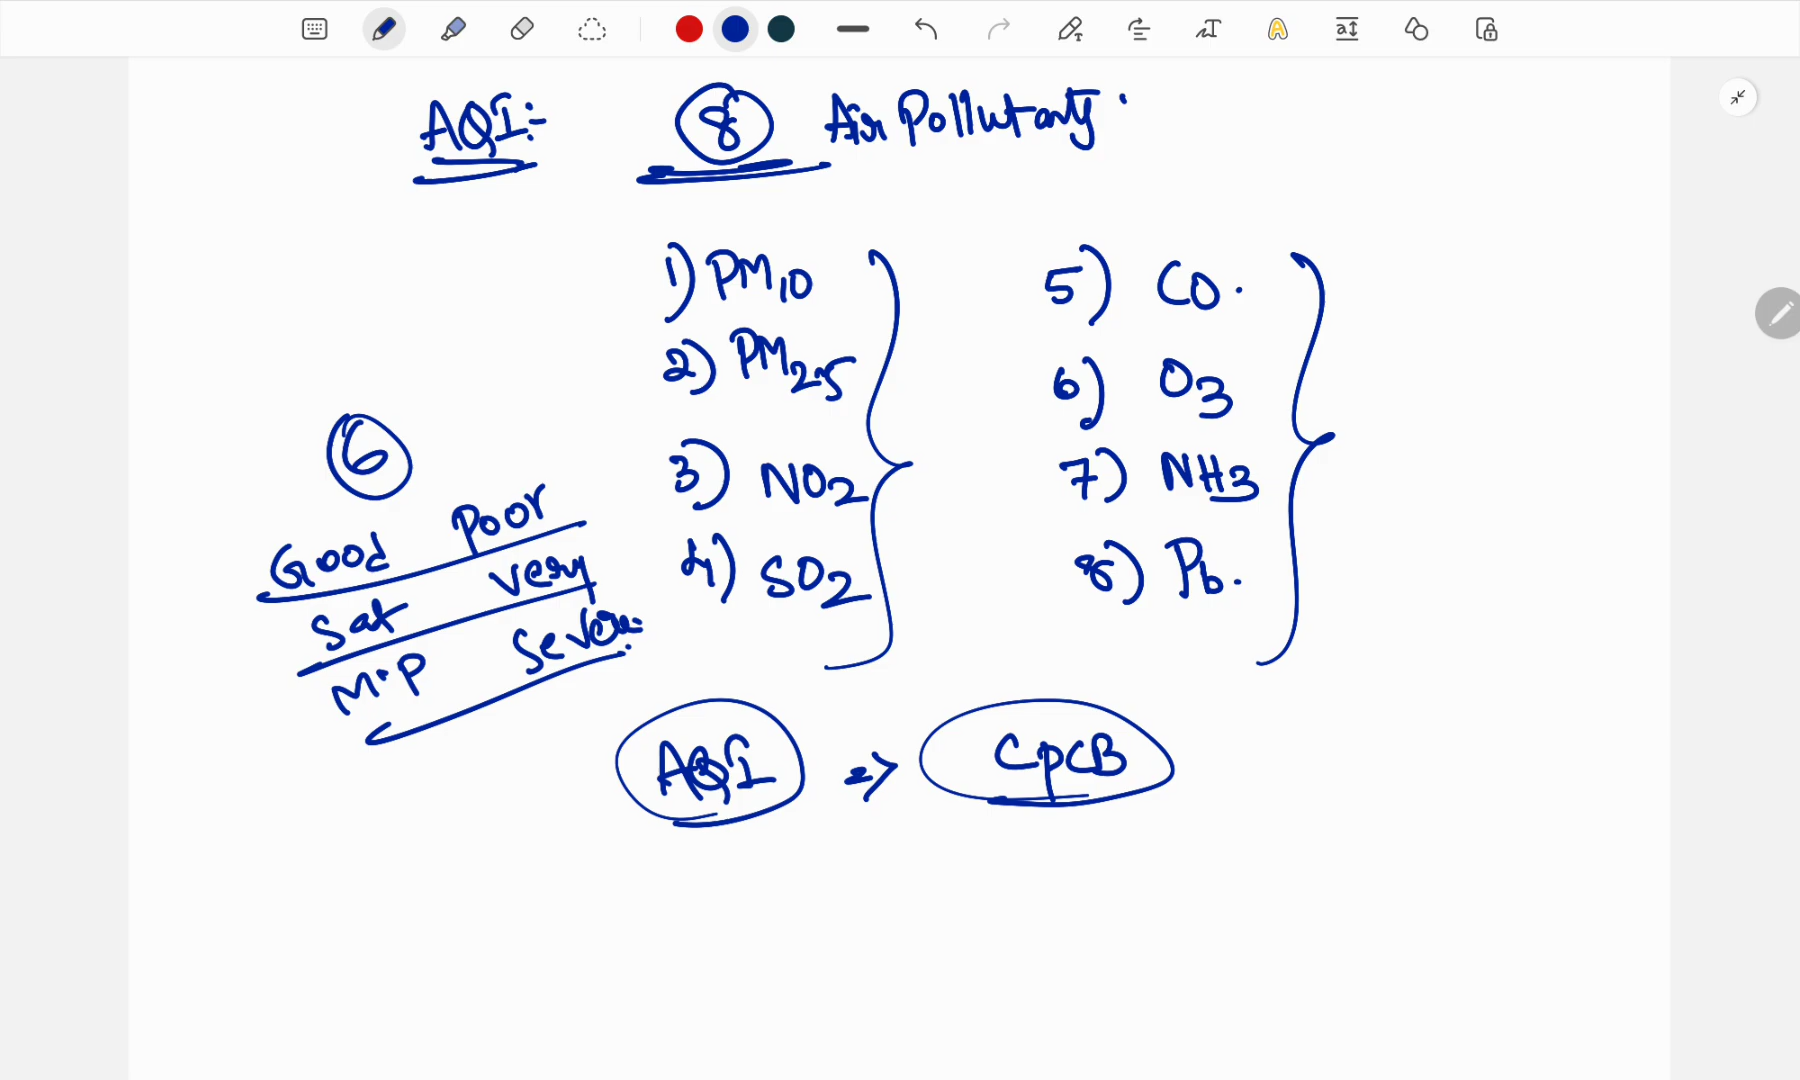 AQI:- 8 Air Pollutants.
1) PM10
2) PM2.5
3) NO2
4) SO2
5) CO.
6) O3
7) NH3
8) Pb.
6
Good Poor
Sat Very
M.P Severe:
AQI => CPCB